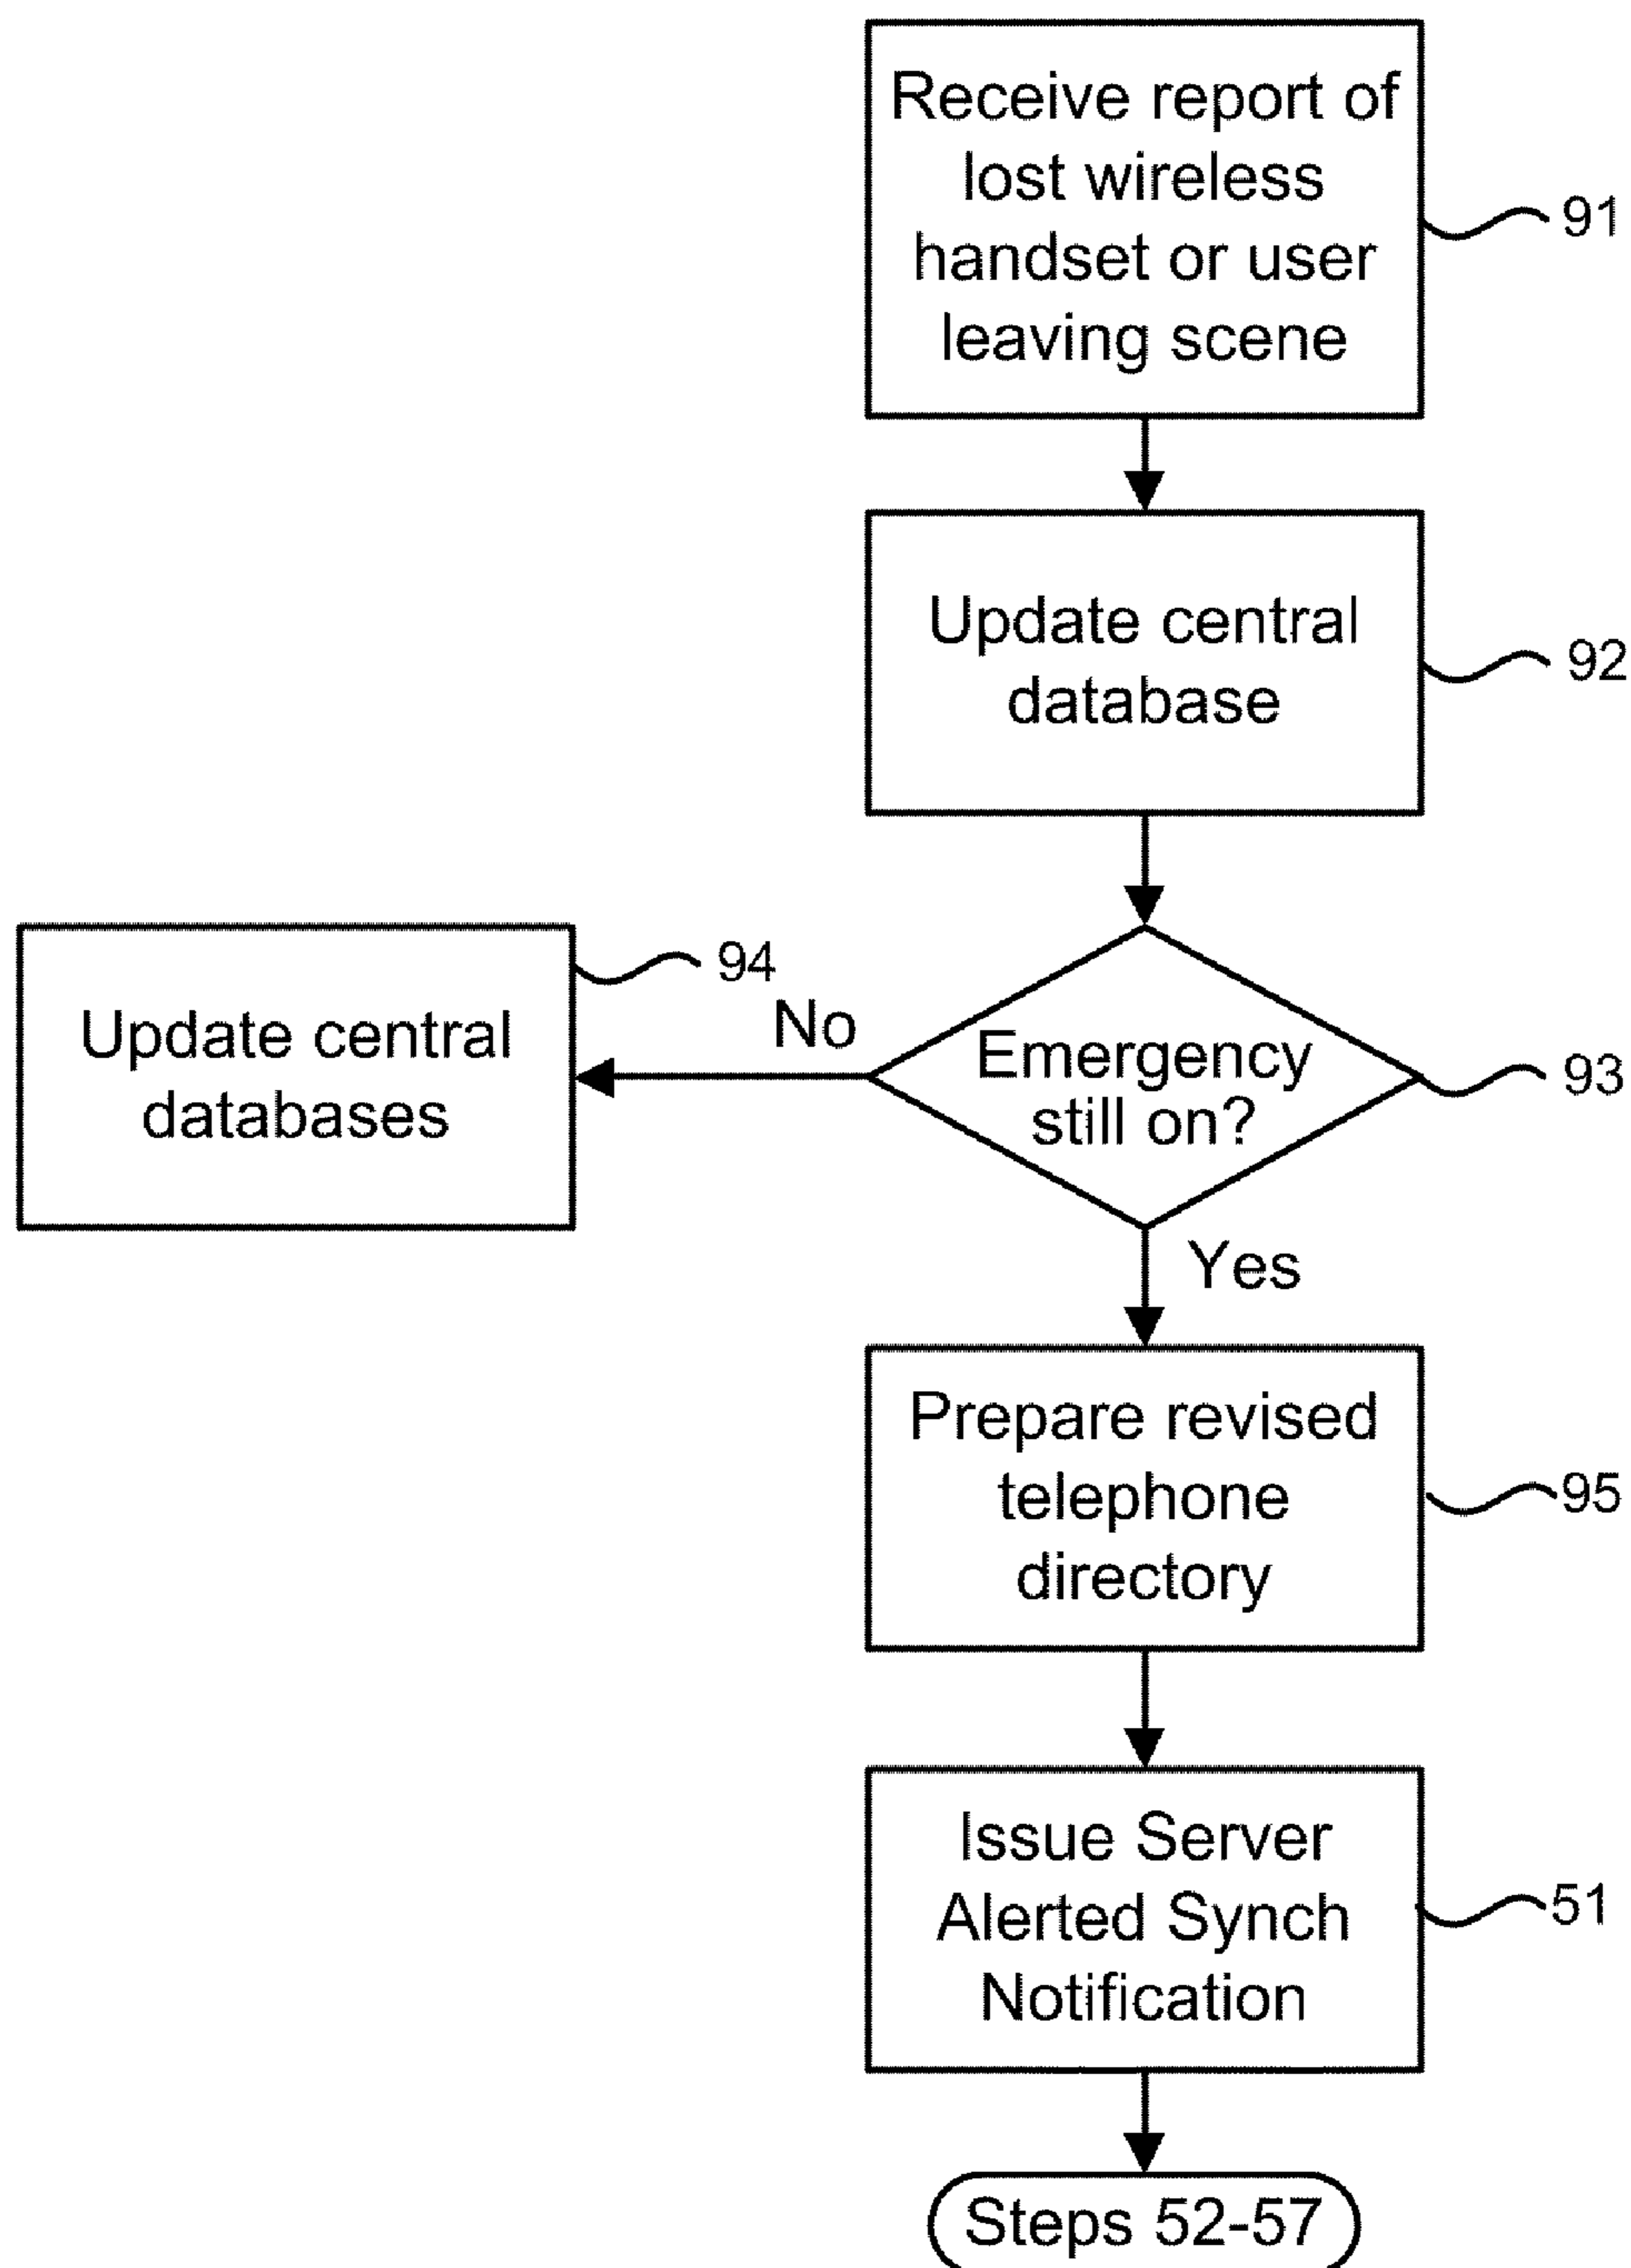 Receive report of
lost wireless
handset or user
leaving scene
91
Update central
database
92
Emergency
still on?
93
No
94
Update central
databases
Yes
Prepare revised
telephone
directory
95
Issue Server
Alerted Synch
Notification
51
Steps 52-57